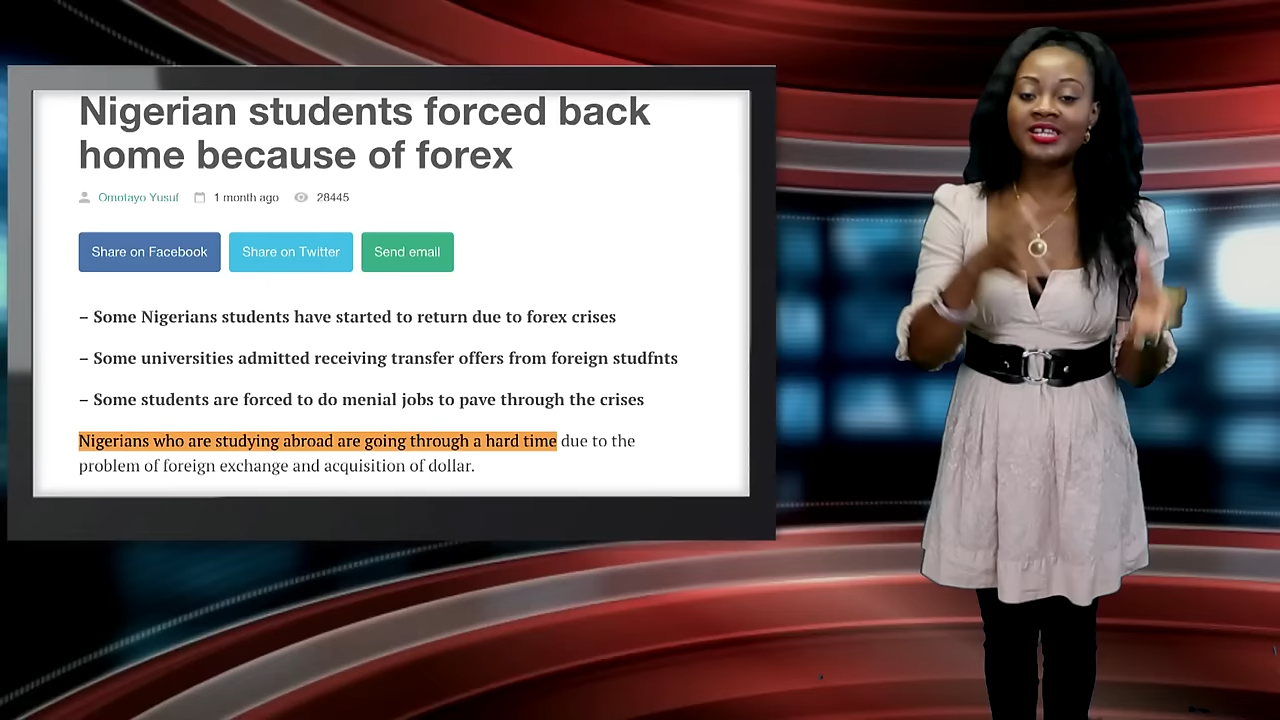 Nigerian students forced back
home because of forex
Omotayo Yusuf 1 month ago 28445
Share on Facebook Share on Twitter Send email
– Some Nigerians students have started to return due to forex crises
– Some universities admitted receiving transfer offers from foreign studfnts
– Some students are forced to do menial jobs to pave through the crises
Nigerians who are studying abroad are going through a hard time due to the
problem of foreign exchange and acquisition of dollar.